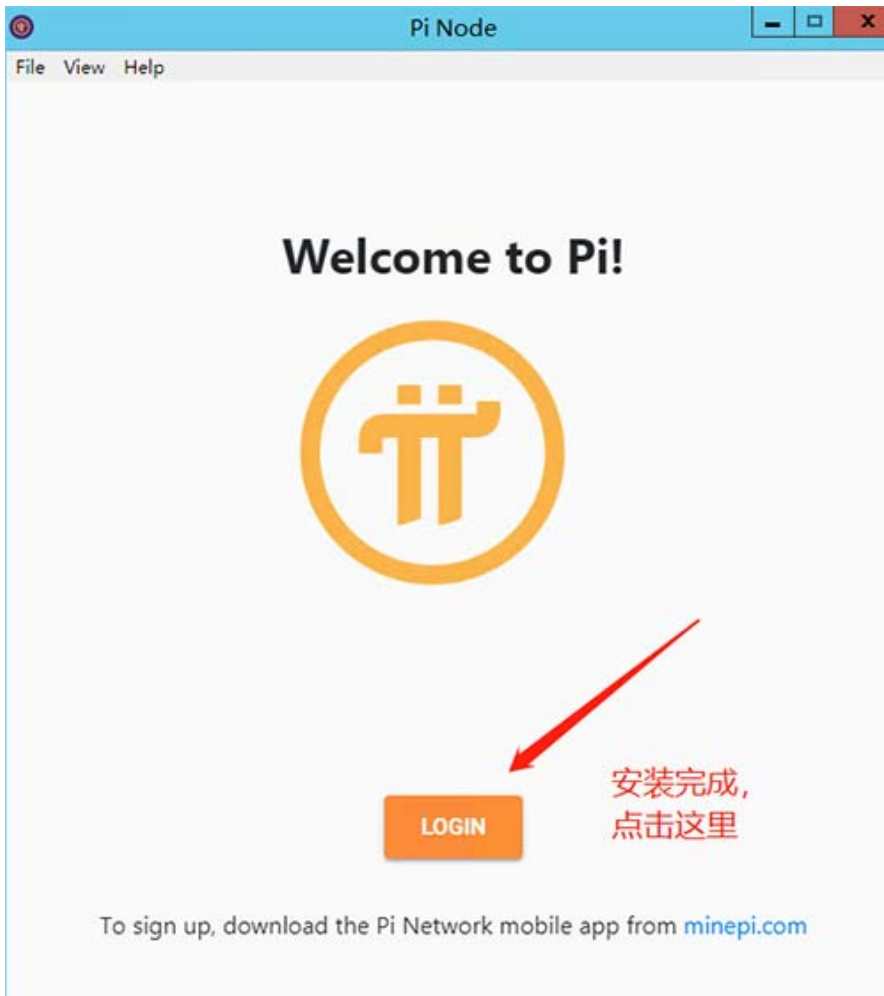 Pi Node
File View Help
Welcome to Pi!
安装完成，
点击这里
LOGIN
To sign up, download the Pi Network mobile app from minepi.com